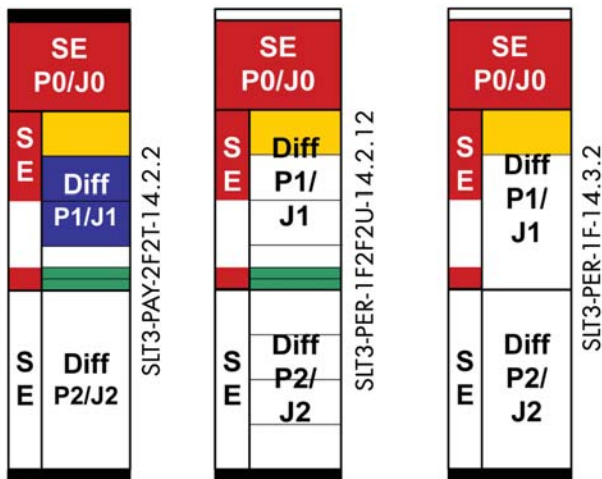 SE
P0/J0
S
E
Diff
P1/J1
S
E
Diff
P2/J2
SLT3-PAY-2F2T-14.2.2
SE
P0/J0
S
E
Diff
P1/
J1
S
E
Diff
P2/
J2
SLT3-PER-1F2F2U-14.2.12
SE
P0/J0
S
E
Diff
P1/
J1
S
E
Diff
P2/
J2
SLT3-PER-1F-14.3.2